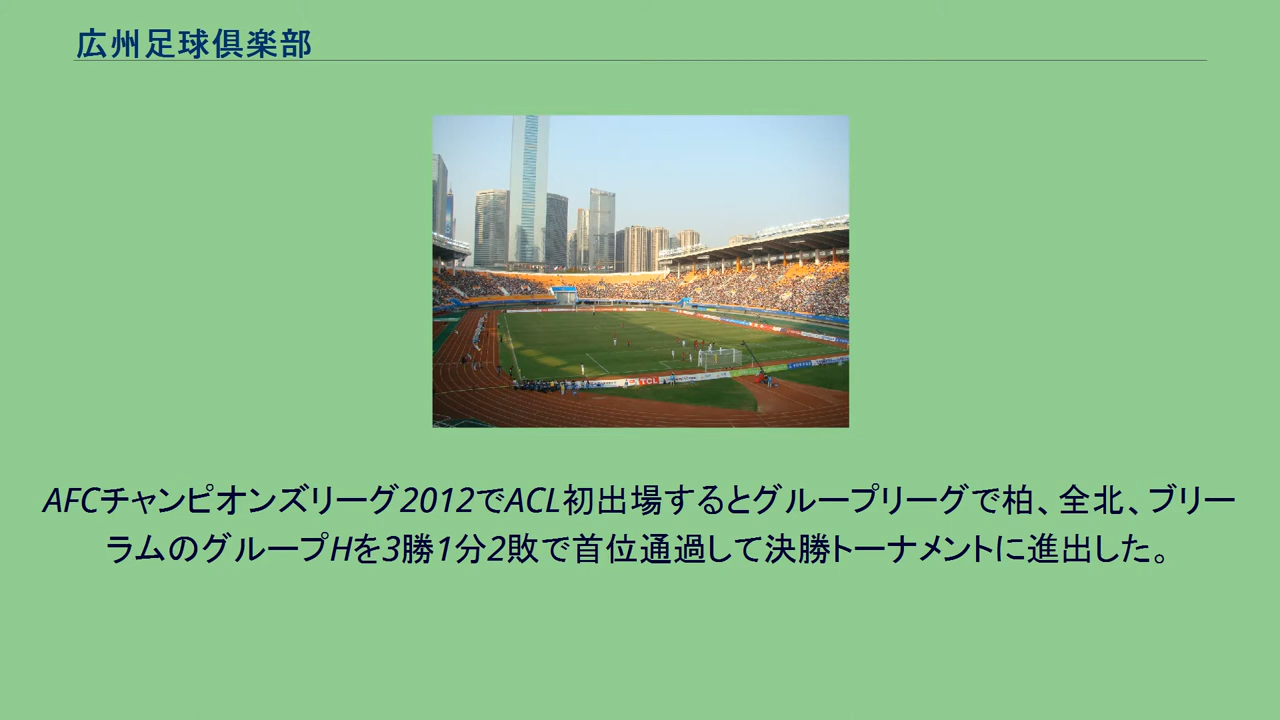 広州足球倶楽部
TCL
AFCチャンピオンズリーグ2012でACL初出場するとグループリーグで柏、全北、ブリー
ラムのグループHを3勝1分2敗で首位通過して決勝トーナメントに進出した。